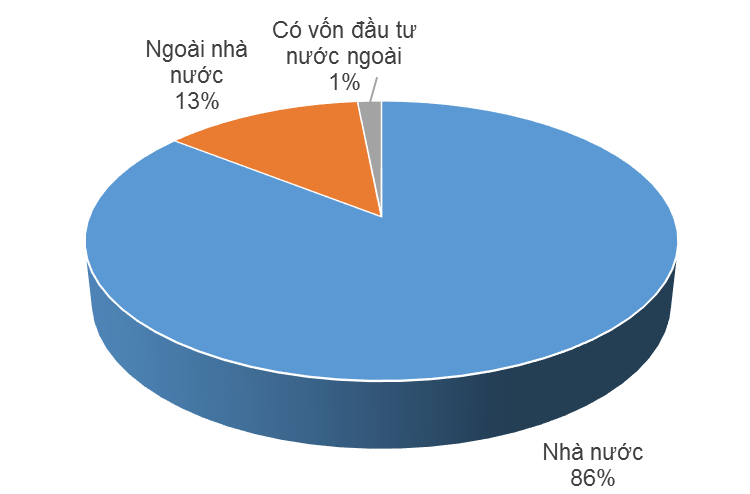 Ngoài nhà
nước
13%
Có vốn đầu tư
nước ngoài
1%
Nhà nước
86%